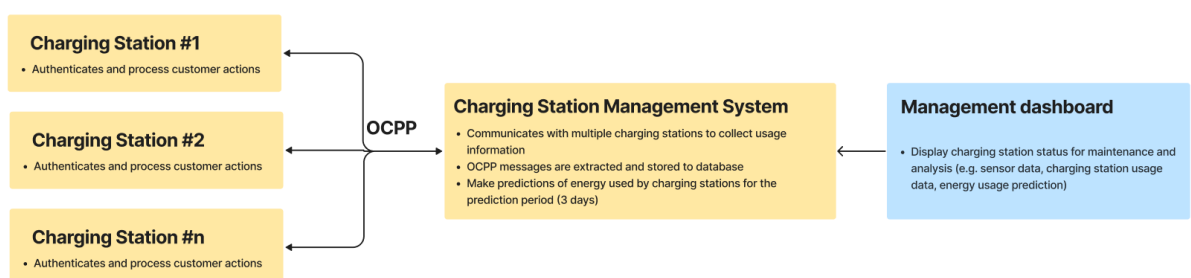 Charging Station #1
• Authenticates and process customer actions
Charging Station #2
• Authenticates and process customer actions
Charging Station #n
• Authenticates and process customer actions
OCPP
Charging Station Management System
• Communicates with multiple charging stations to collect usage
information
• OCPP messages are extracted and stored to database
• Make predictions of energy used by charging stations for the
prediction period (3 days)
Management dashboard
• Display charging station status for maintenance and
analysis (e.g. sensor data, charging station usage
data, energy usage prediction)